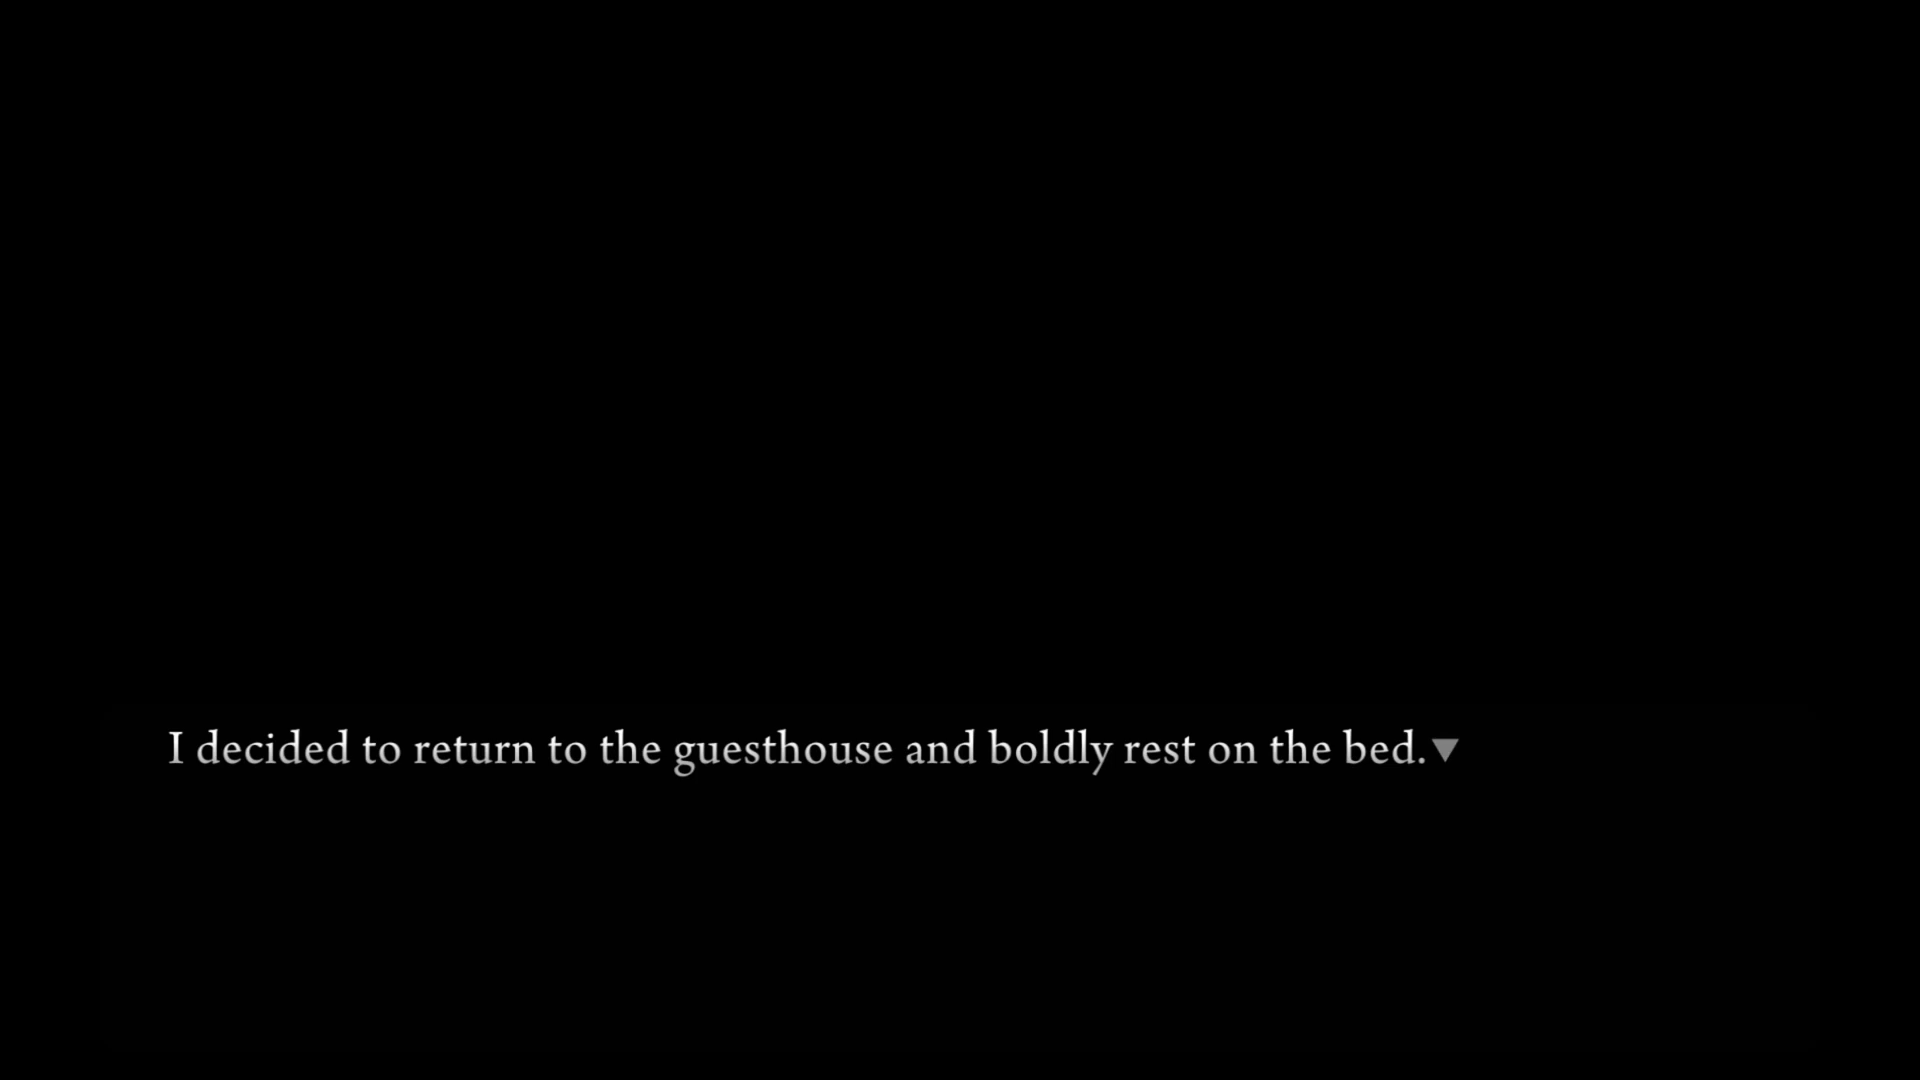 I decided to return to the guesthouse and boldly rest on the bed.